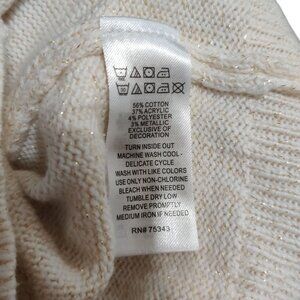 56% COTTON
37% ACRYLIC
4% POLYESTER
3% METALLIC
EXCLUSIVE OF
DECORATION
TURN INSIDE OUT
MACHINE WASH COOL -
DELICATE CYCLE
WASH WITH LIKE COLORS
USE ONLY NON-CHLORINE
BLEACH WHEN NEEDED
TUMBLE DRY LOW
REMOVE PROMPTLY
MEDIUM IRON IF NEEDED
RN# 75343